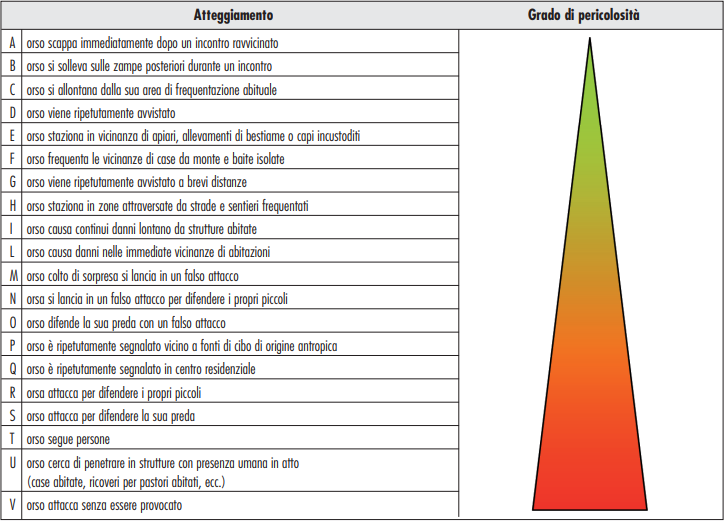 Atteggiamento
Grado di pericolosità
A orso scappa immediatamente dopo un incontro ravvicinato
B orso si solleva sulle zampe posteriori durante un incontro
C orso si allontana dalla sua area di frequentazione abituale
D orso viene ripetutamente avvistato
E orso staziona in vicinanza di apiari, allevamenti di bestiame o capi incustoditi
F orso frequenta le vicinanze di case da monte e baite isolate
G orso viene ripetutamente avvistato a brevi distanze
H orso staziona in zone attraversate da strade e sentieri frequentati
I orso causa continui danni lontano da strutture abitate
L orso causa danni nelle immediate vicinanze di abitazioni
M orso colto di sorpresa si lancia in un falso attacco
N orsa si lancia in un falso attacco per difendere i propri piccoli
O orso difende la sua preda con un falso attacco
P orso è ripetutamente segnalato vicino a fonti di cibo di origine antropica
Q orso è ripetutamente segnalato in centro residenziale
R orsa attacca per difendere i propri piccoli
S orso attacca per difendere la sua preda
T orso segue persone
U orso cerca di penetrare in strutture con presenza umana in atto
(case abitate, ricoveri per pastori abitati, ecc.)
V orso attacca senza essere provocato